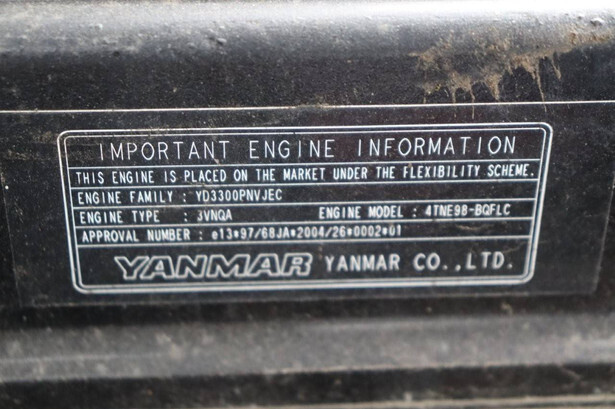 IMPORTANT ENGINE INFORMATION
THIS ENGINE IS PLACED ON THE MARKET UNDER THE FLEXIBILITY SCHEME.
ENGINE FAMILY : YD3300PNVJEC
ENGINE TYPE : 3VNQA ENGINE MODEL : 4TNE98-BQFLC
APPROVAL NUMBER : e13*97/68JA*2004/26*0002*01
YANMAR YANMAR CO.,LTD.